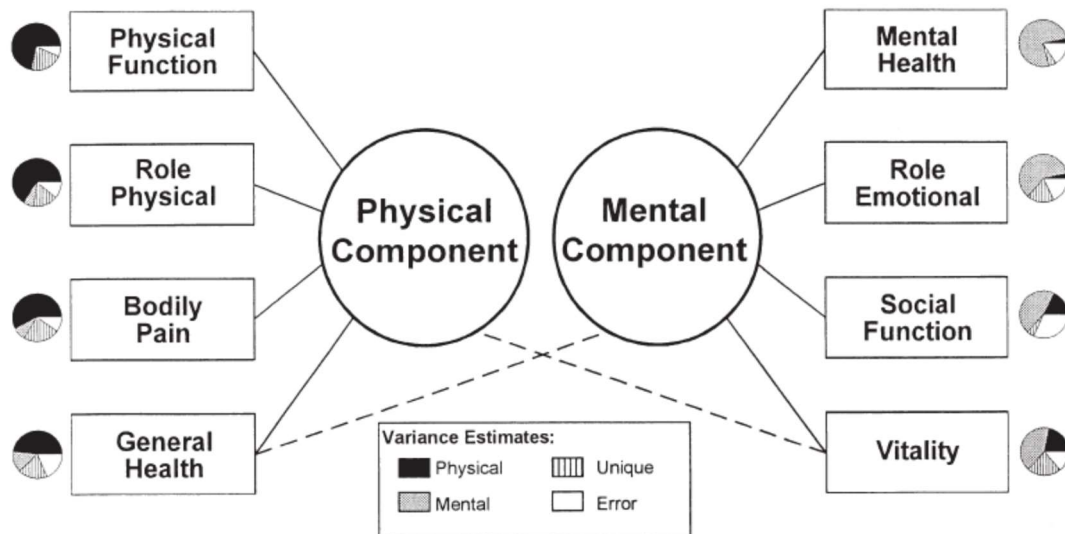 Physical
Function
Role
Physical
Bodily
Pain
General
Health
Physical
Component
Mental
Component
Mental
Health
Role
Emotional
Social
Function
Vitality
Variance Estimates:
Physical
Unique
Mental
Error